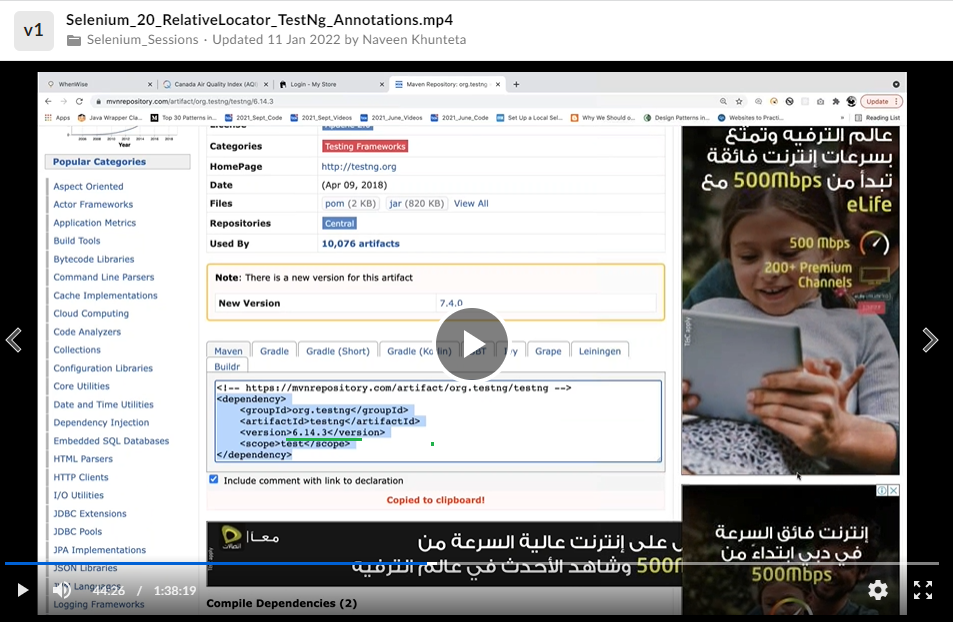 v1
Selenium_20_RelativeLocator_TestNg_Annotations.mp4
Selenium_Sessions · Updated 11 Jan 2022 by Naveen Khunteta
WhenWise
Canada Air Quality Index (AQI
Login - My Store
Maven Repository: org.testng
mvnrepository.com/artifact/org.testng/testng/6.14.3
Update
Apps
Java Wrapper Cla...
Top 30 Patterns in...
2021_Sept_Code
2021_Sept_Videos
2021_June_Videos
2021_June_Code
Set Up a Local Sel...
Why We Should o...
Design Patterns in...
Websites to Practi...
Reading List
2006 2008 2010 2012 2014 2016 2018
Year
Popular Categories
Aspect Oriented
Actor Frameworks
Application Metrics
Build Tools
Bytecode Libraries
Command Line Parsers
Cache Implementations
Cloud Computing
Code Analyzers
Collections
Configuration Libraries
Core Utilities
Date and Time Utilities
Dependency Injection
Embedded SQL Databases
HTML Parsers
HTTP Clients
I/O Utilities
JDBC Extensions
JDBC Pools
JPA Implementations
JSON Libraries
Languages
Logging Frameworks
License
Categories Testing Frameworks
HomePage http://testng.org
Date (Apr 09, 2018)
Files pom (2 KB) jar (820 KB) View All
Repositories Central
Used By 10,076 artifacts
Note: There is a new version for this artifact
New Version 7.4.0
Maven Gradle Gradle (Short) Gradle (Ko Grape Leiningen
Buildr
<!-- https://mvnrepository.com/artifact/org.testng/testng -->
<dependency>
<groupId>org.testng</groupId>
<artifactId>testng</artifactId>
<version>6.14.3</version>
<scope>test</scope>
</dependency>
Include comment with link to declaration
Copied to clipboard!
معـاً
اتصالات
ل على إنترنت عالية السرعة من
500 وشاهد الأحدث في عالم الترفيه
Compile Dependencies (2)
عالم الترفيه وتمتّع
بسرعات إنترنت فائقة
تبدأ من 500Mbps مع
eLife
500 Mbps
200+ Premium
Channels
T&C apply
إنترنت فائق السرعة
في دبي ابتداءً من
500Mbps
44:26 / 1:38:19